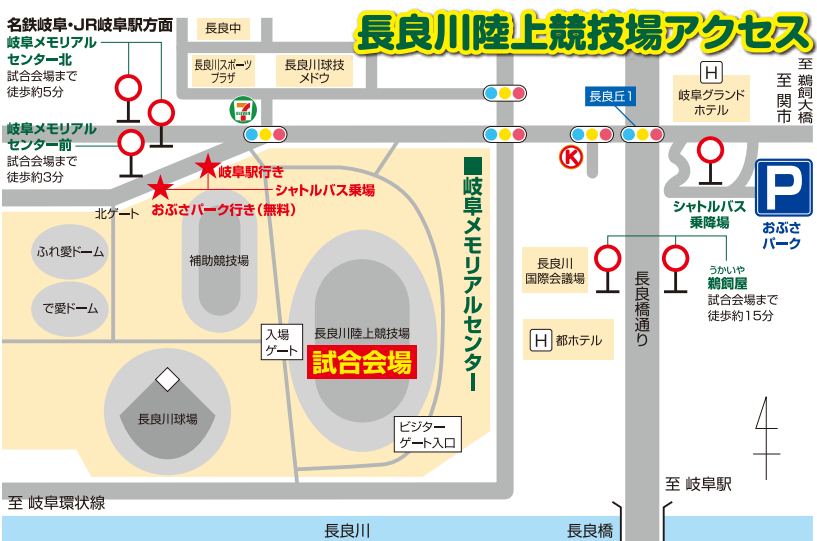 長良川陸上競技場アクセス
名鉄岐阜・JR岐阜駅方面
岐阜メモリアル
センター北
試合会場まで
徒歩約5分
岐阜メモリアル
センター前
試合会場まで
徒歩約3分
長良中
長良川スポーツ
プラザ
長良川球技
メドウ
7
ELEVEN
長良丘1
K
H
岐阜グランド
ホテル
至 鵜飼大橋
至 関市
P
おぶさ
パーク
シャトルバス
乗降場
岐阜駅行き
シャトルバス乗場
おぶさパーク行き(無料)
北ゲート
■岐阜メモリアルセンター
ふれ愛ドーム
で愛ドーム
補助競技場
入場
ゲート
長良川陸上競技場
試合会場
長良川球場
ビジター
ゲート入口
長良川
国際会議場
H 都ホテル
長良橋通り
うかいや
鵜飼屋
試合会場まで
徒歩約15分
至 岐阜駅
至 岐阜環状線
長良川
長良橋